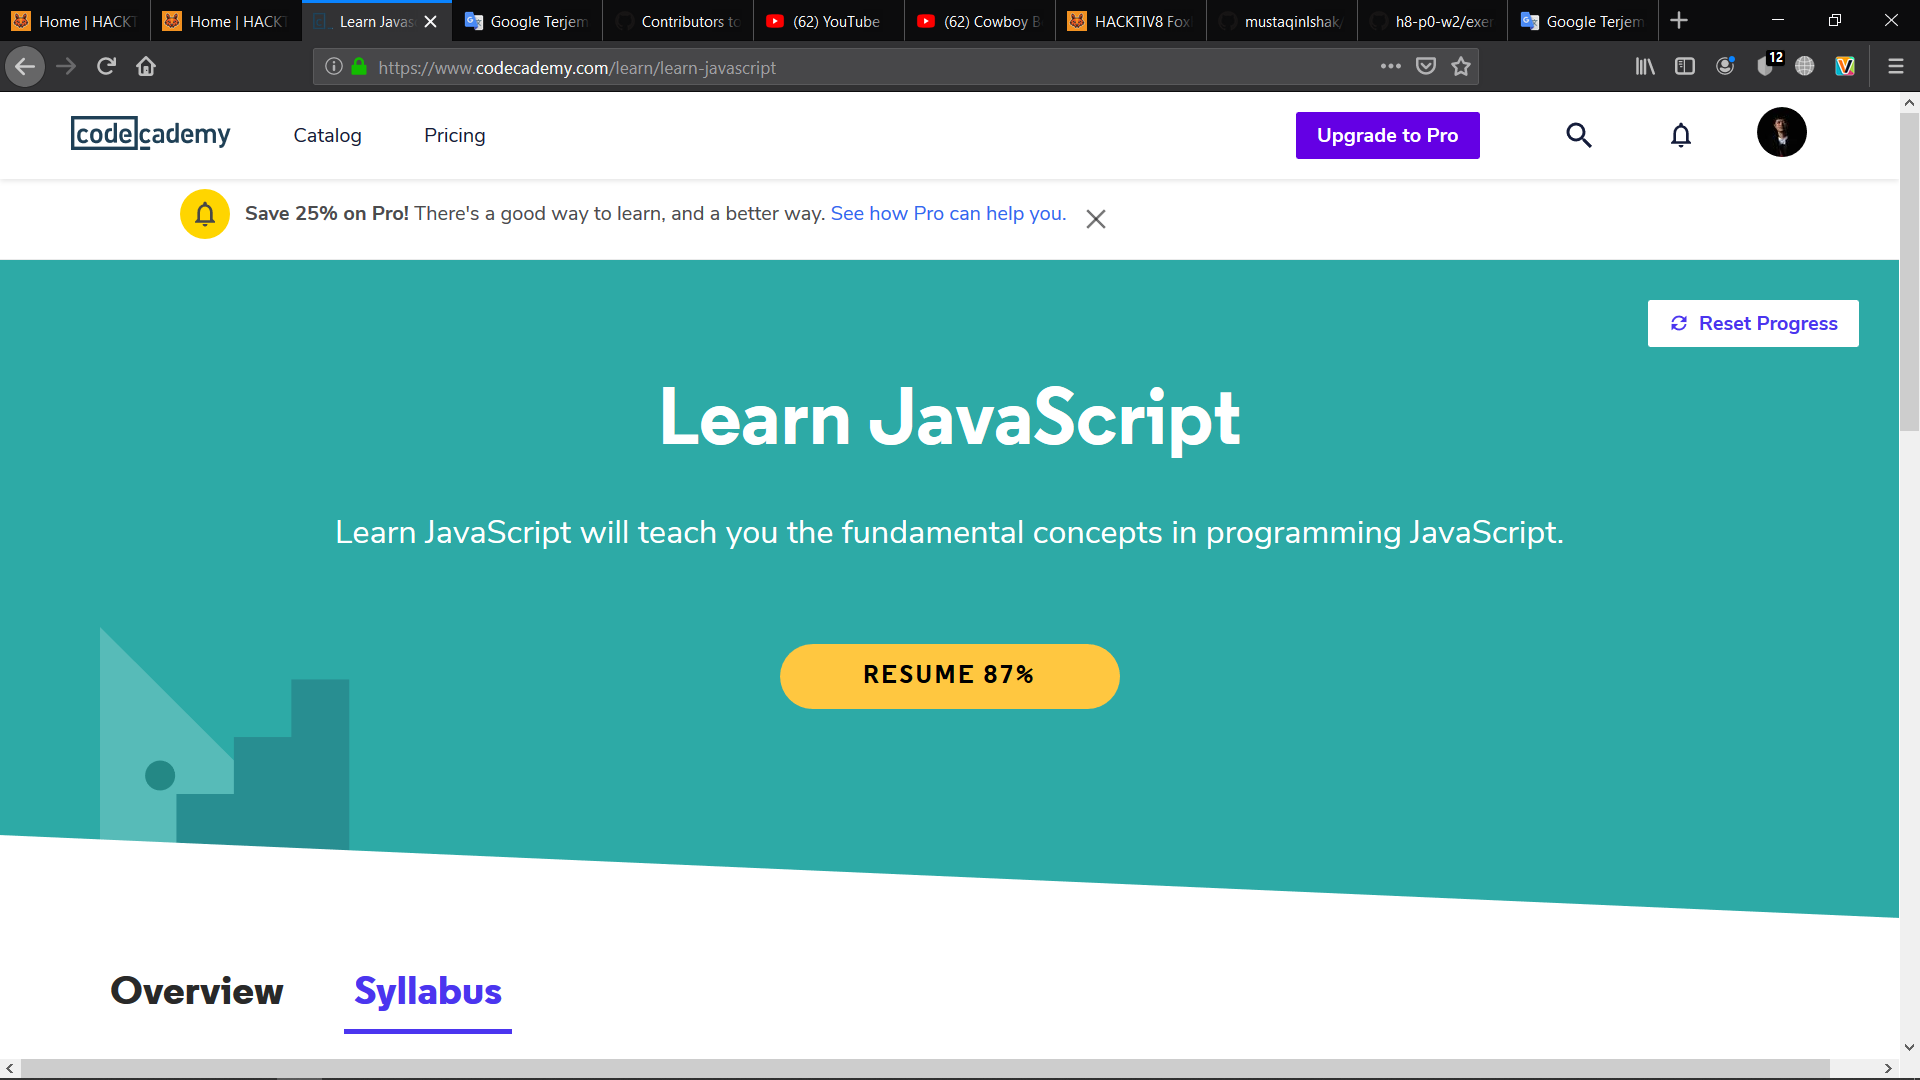 Home | HACKT
Home | HACKT
Learn Javas
Google Terjem
Contributors to
(62) YouTube
(62) Cowboy B
HACKTIV8 Fox
mustaqinIshak/
h8-p0-w2/exer
Google Terjem
https://www.codecademy.com/learn/learn-javascript
12
codecademy
Catalog
Pricing
Upgrade to Pro
Save 25% on Pro! There's a good way to learn, and a better way. See how Pro can help you.
Reset Progress
Learn JavaScript
Learn JavaScript will teach you the fundamental concepts in programming JavaScript.
RESUME 87%
Overview
Syllabus